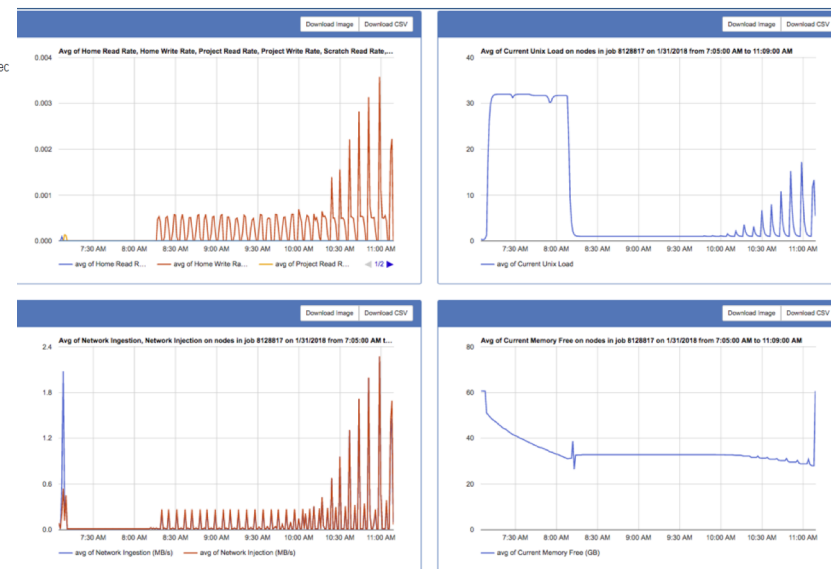 Download Image Download CSV
Avg of Home Read Rate, Home Write Rate, Project Read Rate, Project Write Rate, Scratch Read Rate,...
ec
0.004
0.003
0.002
0.001
0.000
7:30 AM 8:00 AM 8:30 AM 9:00 AM 9:30 AM 10:00 AM 10:30 AM 11:00 AM
avg of Home Read R... avg of Home Write Ra... avg of Project Read R... 1/2
Download Image Download CSV
Avg of Current Unix Load on nodes in job 8128817 on 1/31/2018 from 7:05:00 AM to 11:09:00 AM
40
30
20
10
0
7:30 AM 8:00 AM 8:30 AM 9:00 AM 9:30 AM 10:00 AM 10:30 AM 11:00 AM
avg of Current Unix Load
Download Image Download CSV
Avg of Network Ingestion, Network Injection on nodes in job 8128817 on 1/31/2018 from 7:05:00 AM t...
2.4
1.8
1.2
0.6
0.0
7:30 AM 8:00 AM 8:30 AM 9:00 AM 9:30 AM 10:00 AM 10:30 AM 11:00 AM
avg of Network Ingestion (MB/s) avg of Network Injection (MB/s)
Download Image Download CSV
Avg of Current Memory Free on nodes in job 8128817 on 1/31/2018 from 7:05:00 AM to 11:09:00 AM
80
60
40
20
0
7:30 AM 8:00 AM 8:30 AM 9:00 AM 9:30 AM 10:00 AM 10:30 AM 11:00 AM
avg of Current Memory Free (GB)